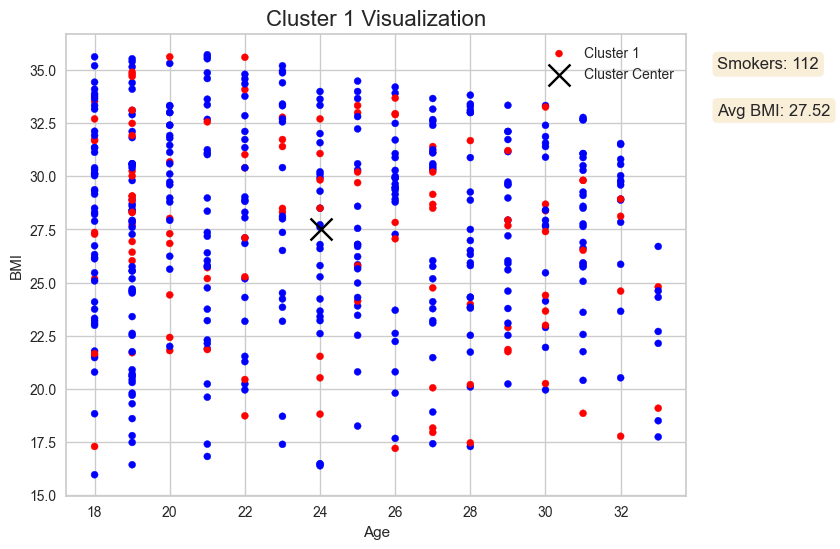 Cluster 1 Visualization
Cluster 1
Cluster Center
Smokers: 112
Avg BMI: 27.52
BMI
35.0
32.5
30.0
27.5
25.0
22.5
20.0
17.5
15.0
18 20 22 24 26 28 30 32
Age